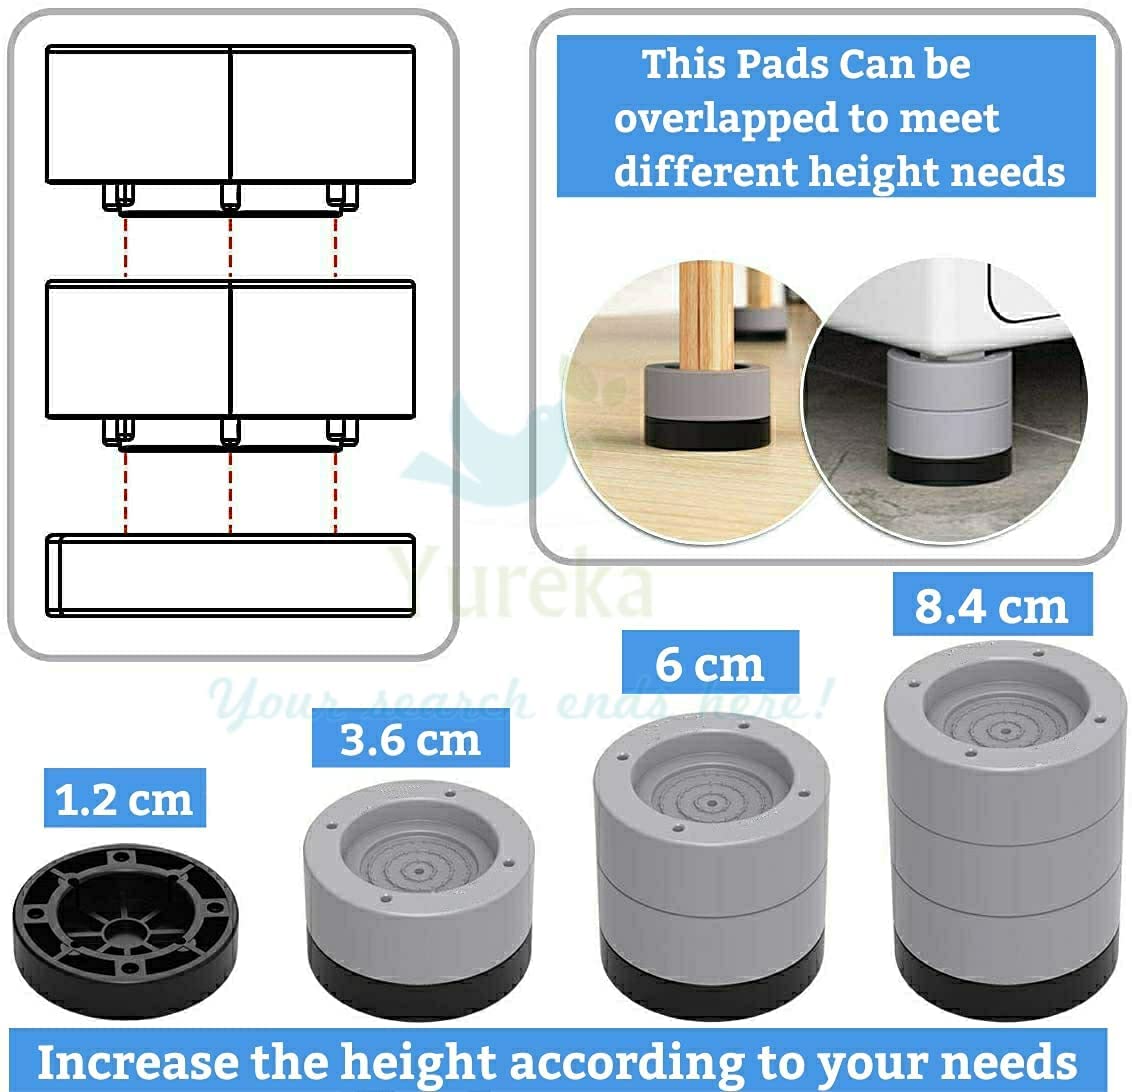 This Pads Can be
overlapped to meet
different height needs
Yureka
Your search ends here!
8.4 cm
6 cm
3.6 cm
1.2 cm
Increase the height according to your needs